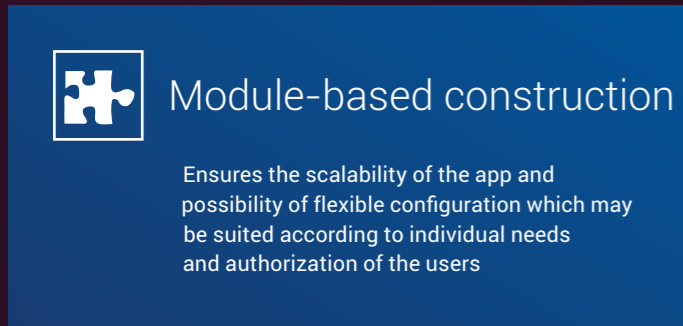 Module-based construction
Ensures the scalability of the app and
possibility of flexible configuration which may
be suited according to individual needs
and authorization of the users